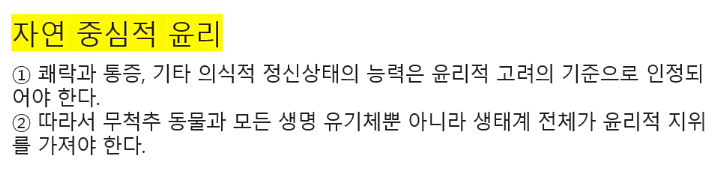 자연 중심적 윤리
① 쾌락과 통증, 기타 의식적 정신상태의 능력은 윤리적 고려의 기준으로 인정되
어야 한다.
② 따라서 무척추 동물과 모든 생명 유기체뿐 아니라 생태계 전체가 윤리적 지위
를 가져야 한다.